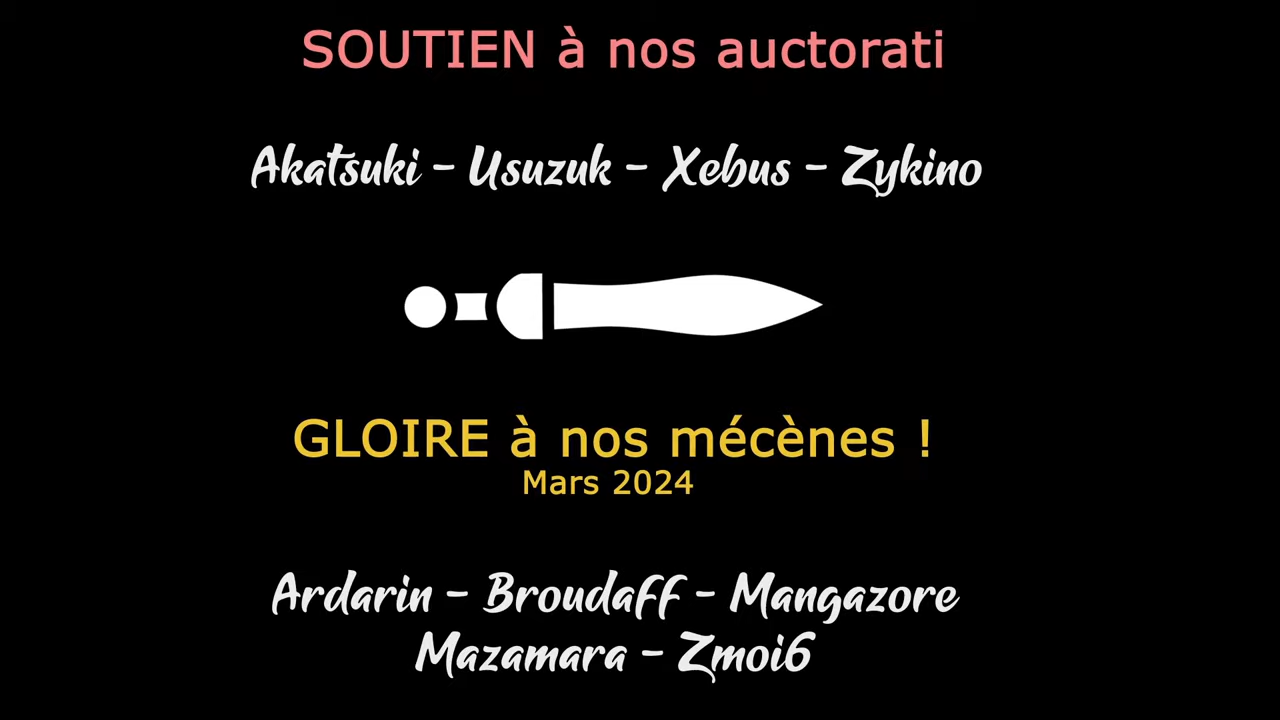 SOUTIEN à nos auctorati
Akatsuki - Usuzuk - Xebus - Zykino
GLOIRE à nos mécènes !
Mars 2024
Ardarin - Broudaff - Mangazore
Mazamara - Zmoi6